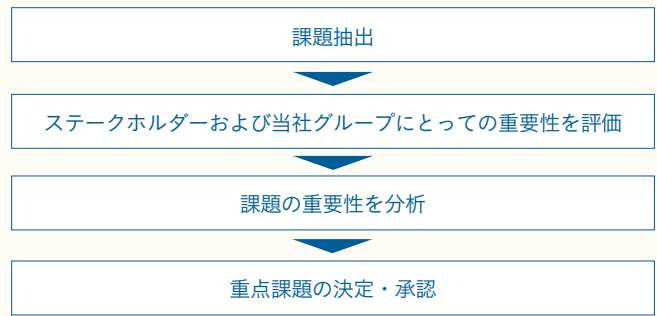 課題抽出
ステークホルダーおよび当社グループにとっての重要性を評価
課題の重要性を分析
重点課題の決定・承認